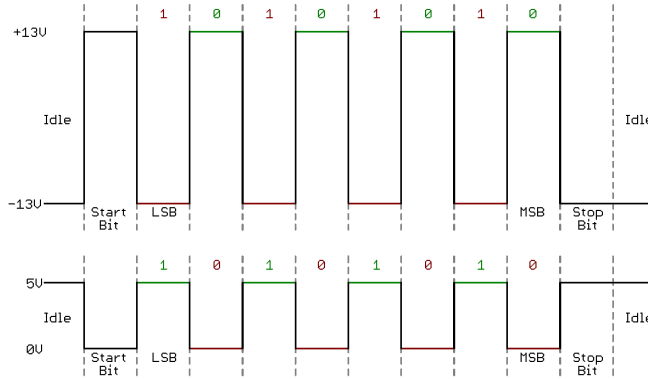 1 0 1 0 1 0 1 0
+13V
Idle Idle
-13V
Start LSB MSB Stop
Bit Bit
1 0 1 0 1 0 1 0
5V
Idle Idle
0V
Start LSB MSB Stop
Bit Bit